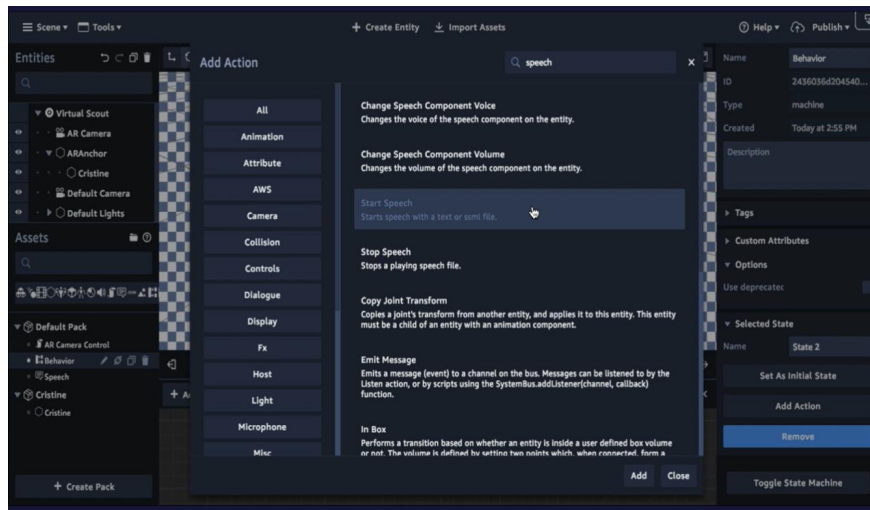 Scene
Tools
Create Entity
Import Assets
Help
Publish
Entities
Virtual Scout
AR Camera
ARAnchor
Cristine
Default Camera
Default Lights
Assets
Default Pack
AR Camera Control
Behavior
Speech
Cristine
Cristine
+ Create Pack
Add Action
speech
All
Animation
Attribute
AWS
Camera
Collision
Controls
Dialogue
Display
Fx
Host
Light
Microphone
Misc
Change Speech Component Voice
Changes the voice of the speech component on the entity.
Change Speech Component Volume
Changes the volume of the speech component on the entity.
Start Speech
Starts speech with a text or ssml file.
Stop Speech
Stops a playing speech file.
Copy Joint Transform
Copies a joint's transform from another entity, and applies it to this entity. This entity
must be a child of an entity with an animation component.
Emit Message
Emits a message (event) to a channel on the bus. Messages can be listened to by the
Listen action, or by scripts using the SystemBus.addListener(channel, callback)
function.
In Box
Performs a transition based on whether an entity is inside a user defined box volume
or not. The volume is defined by setting two points which, when connected, form a
Add
Close
Name
Behavior
ID
2436036d204540...
Type
machine
Created
Today at 2:55 PM
Description
Tags
Custom Attributes
Options
Use deprecated
Selected State
Name
State 2
Set As Initial State
Add Action
Remove
Toggle State Machine